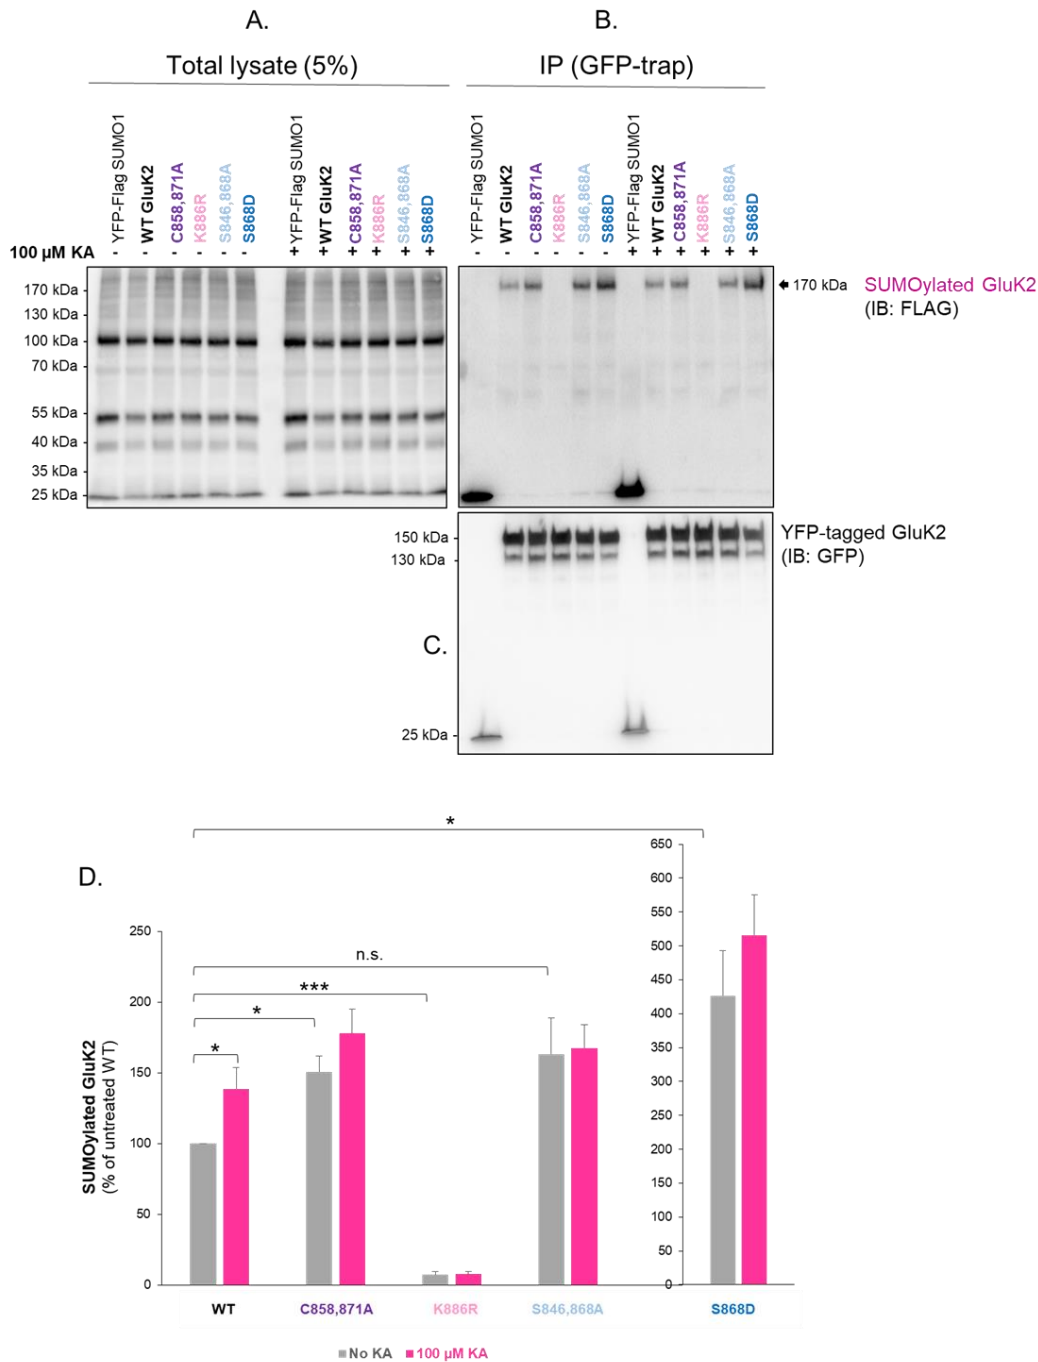 A.
B.
Total lysate (5%)
IP (GFP-trap)
YFP-Flag SUMO1
WT GluK2
C858,871A
K886R
S846,868A
S868D
YFP-Flag SUMO1
WT GluK2
C858,871A
K886R
S846,868A
S868D
YFP-Flag SUMO1
WT GluK2
C858,871A
K886R
S846,868A
S868D
YFP-Flag SUMO1
WT GluK2
C858,871A
K886R
S846,868A
S868D
100 µM KA - - - - - - + + + + + + - - - - - - + + + + + +
170 kDa
130 kDa
100 kDa
70 kDa
55 kDa
40 kDa
35 kDa
25 kDa
170 kDa
SUMOylated GluK2
(IB: FLAG)
150 kDa
130 kDa
25 kDa
YFP-tagged GluK2
(IB: GFP)
C.
D.
*
n.s.
***
*
*
SUMOylated GluK2
(% of untreated WT)
250
200
150
100
50
0
650
600
550
500
450
400
350
300
250
200
150
100
50
0
WT
C858,871A
K886R
S846,868A
S868D
No KA
100 µM KA